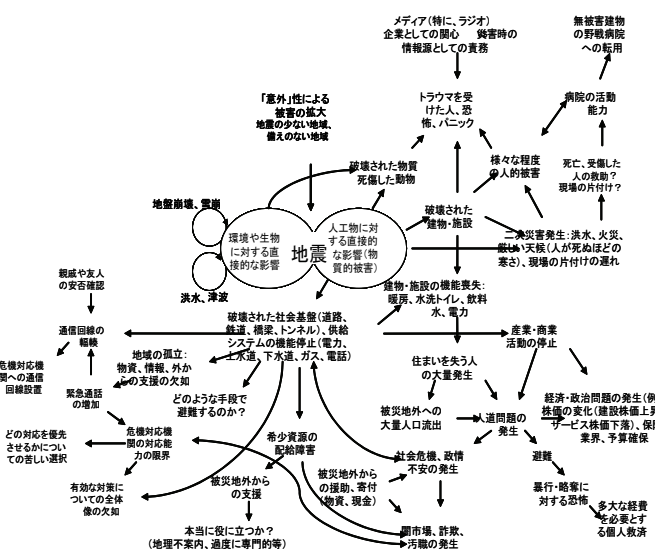 メディア（特に、ラジオ）
企業としての関心　災害時の
情報源としての責務
無被害建物
の野戦病院
への転用
「意外」性による
被害の拡大
地震の少ない地域、
備えのない地域
トラウマを受
けた人、恐
怖、パニック
病院の活動
能力
破壊された物質
死傷した動物
様々な程度
の人的被害
死亡、受傷した
人の救助？
現場の片付け？
地盤崩壊、雪崩
環境や生物
に対する直
接的な影響
地震
人工物に対
する直接的
な影響（物
質的被害）
破壊された
建物・施設
二次災害発生：洪水、火災、
厳しい天候（人が死ぬほどの
寒さ）、現場の片付けの遅れ
洪水、津波
建物・施設の機能喪失：
暖房、水洗トイレ、飲料
水、電力
親戚や友人
の安否確認
通信回線の
輻輳
破壊された社会基盤（道路、
鉄道、橋梁、トンネル）、供給
システムの機能停止（電力、
上水道、下水道、ガス、電話）
産業・商業
活動の停止
危機対応機
関への通信
回線設置
地域の孤立：
物資、情報、外か
らの支援の欠如
住まいを失う人
の大量発生
緊急通話
の増加
どのような手段で
避難するのか？
被災地外への
大量人口流出
人道問題の
発生
経済・政治問題の発生（例
株価の変化（建設株価上昇
サービス株価下落）、保険
業界、予算確保
どの対応を優先
させるかについ
ての苦しい選択
危機対応機
関の対応能
力の限界
希少資源の
配給障害
社会危機、政情
不安の発生
避難
有効な対策に
ついての全体
像の欠如
被災地外から
の支援
被災地外から
の援助、寄付
（物資、現金）
暴行・略奪に
対する恐怖
多大な経費
を必要とす
る個人救済
本当に役に立つか？
（地理不案内、過度に専門的等）
闇市場、詐欺、
汚職の発生